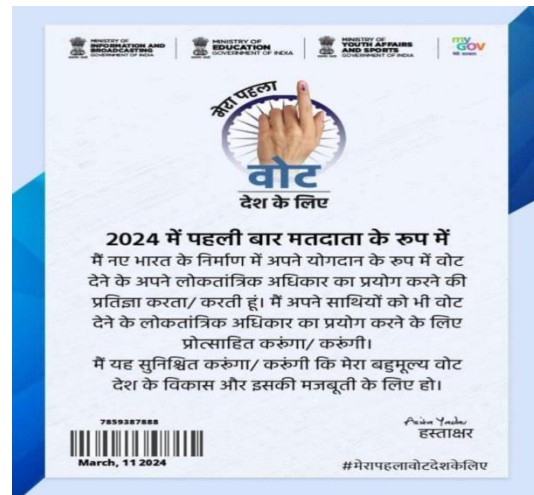 MINISTRY OF
INFORMATION AND
BROADCASTING
GOVERNMENT OF INDIA
MINISTRY OF
EDUCATION
GOVERNMENT OF INDIA
MINISTRY OF
YOUTH AFFAIRS
AND SPORTS
GOVERNMENT OF INDIA
my
GOV
मेरा पहला
वोट
देश के लिए
2024 में पहली बार मतदाता के रूप में
मैं नए भारत के निर्माण में अपने योगदान के रूप में वोट
देने के अपने लोकतांत्रिक अधिकार का प्रयोग करने की
प्रतिज्ञा करता/ करती हूं। मैं अपने साथियों को भी वोट
देने के लोकतांत्रिक अधिकार का प्रयोग करने के लिए
प्रोत्साहित करूंगा/ करूंगी।
मैं यह सुनिश्चित करूंगा/ करूंगी कि मेरा बहुमूल्य वोट
देश के विकास और इसकी मजबूती के लिए हो।
7859387888
March, 11 2024
हस्ताक्षर
#मेरापहलावोटदेशकेलिए